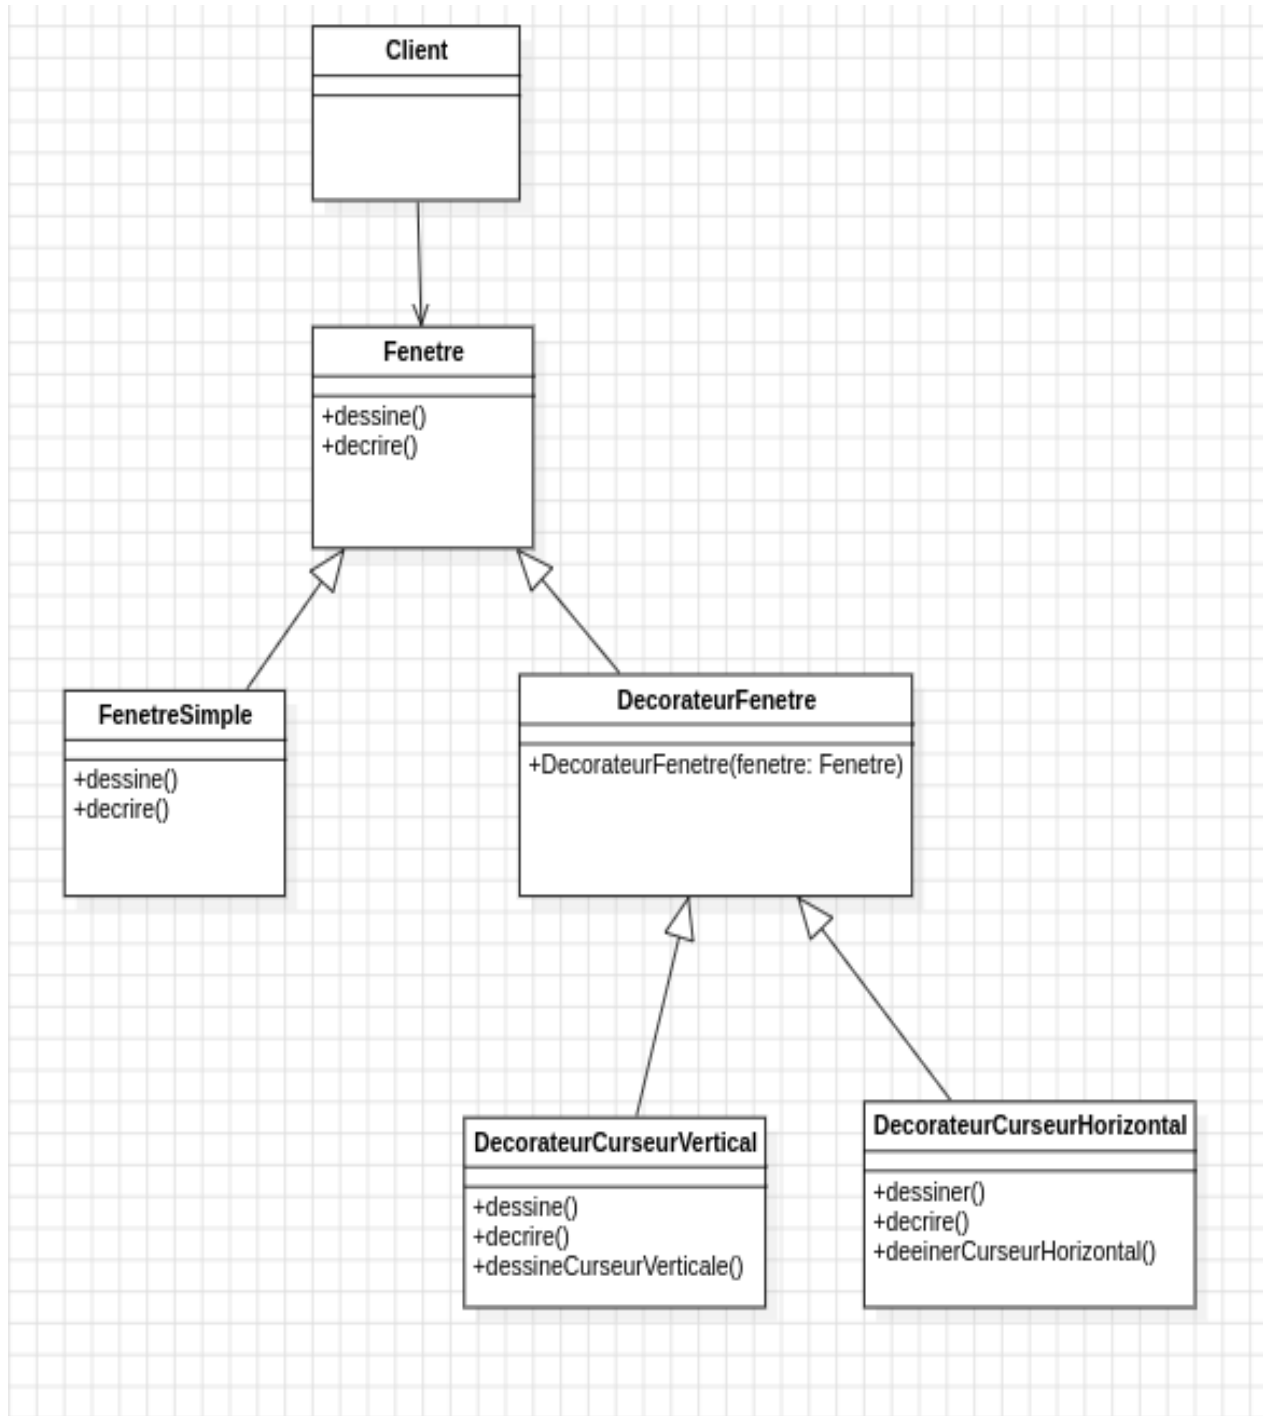 Client
Fenetre
+dessine()
+decrire()
FenetreSimple
+dessine()
+decrire()
DecorateurFenetre
+DecorateurFenetre(fenetre: Fenetre)
DecorateurCurseurVertical
+dessine()
+decrire()
+dessineCurseurVerticale()
DecorateurCurseurHorizontal
+dessiner()
+decrire()
+deeinerCurseurHorizontal()